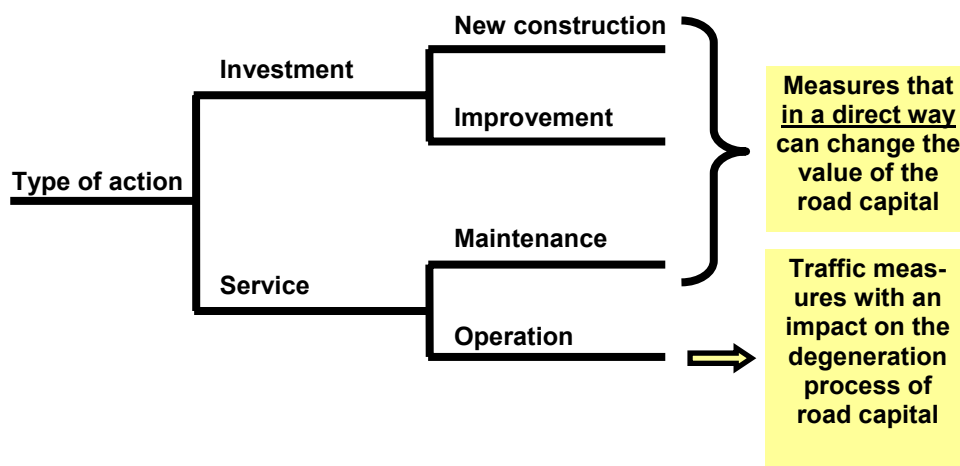 New construction
Investment
Improvement
Type of action
Maintenance
Service
Operation
Measures that
in a direct way
can change the
value of the
road capital
Traffic meas-
ures with an
impact on the
degeneration
process of
road capital